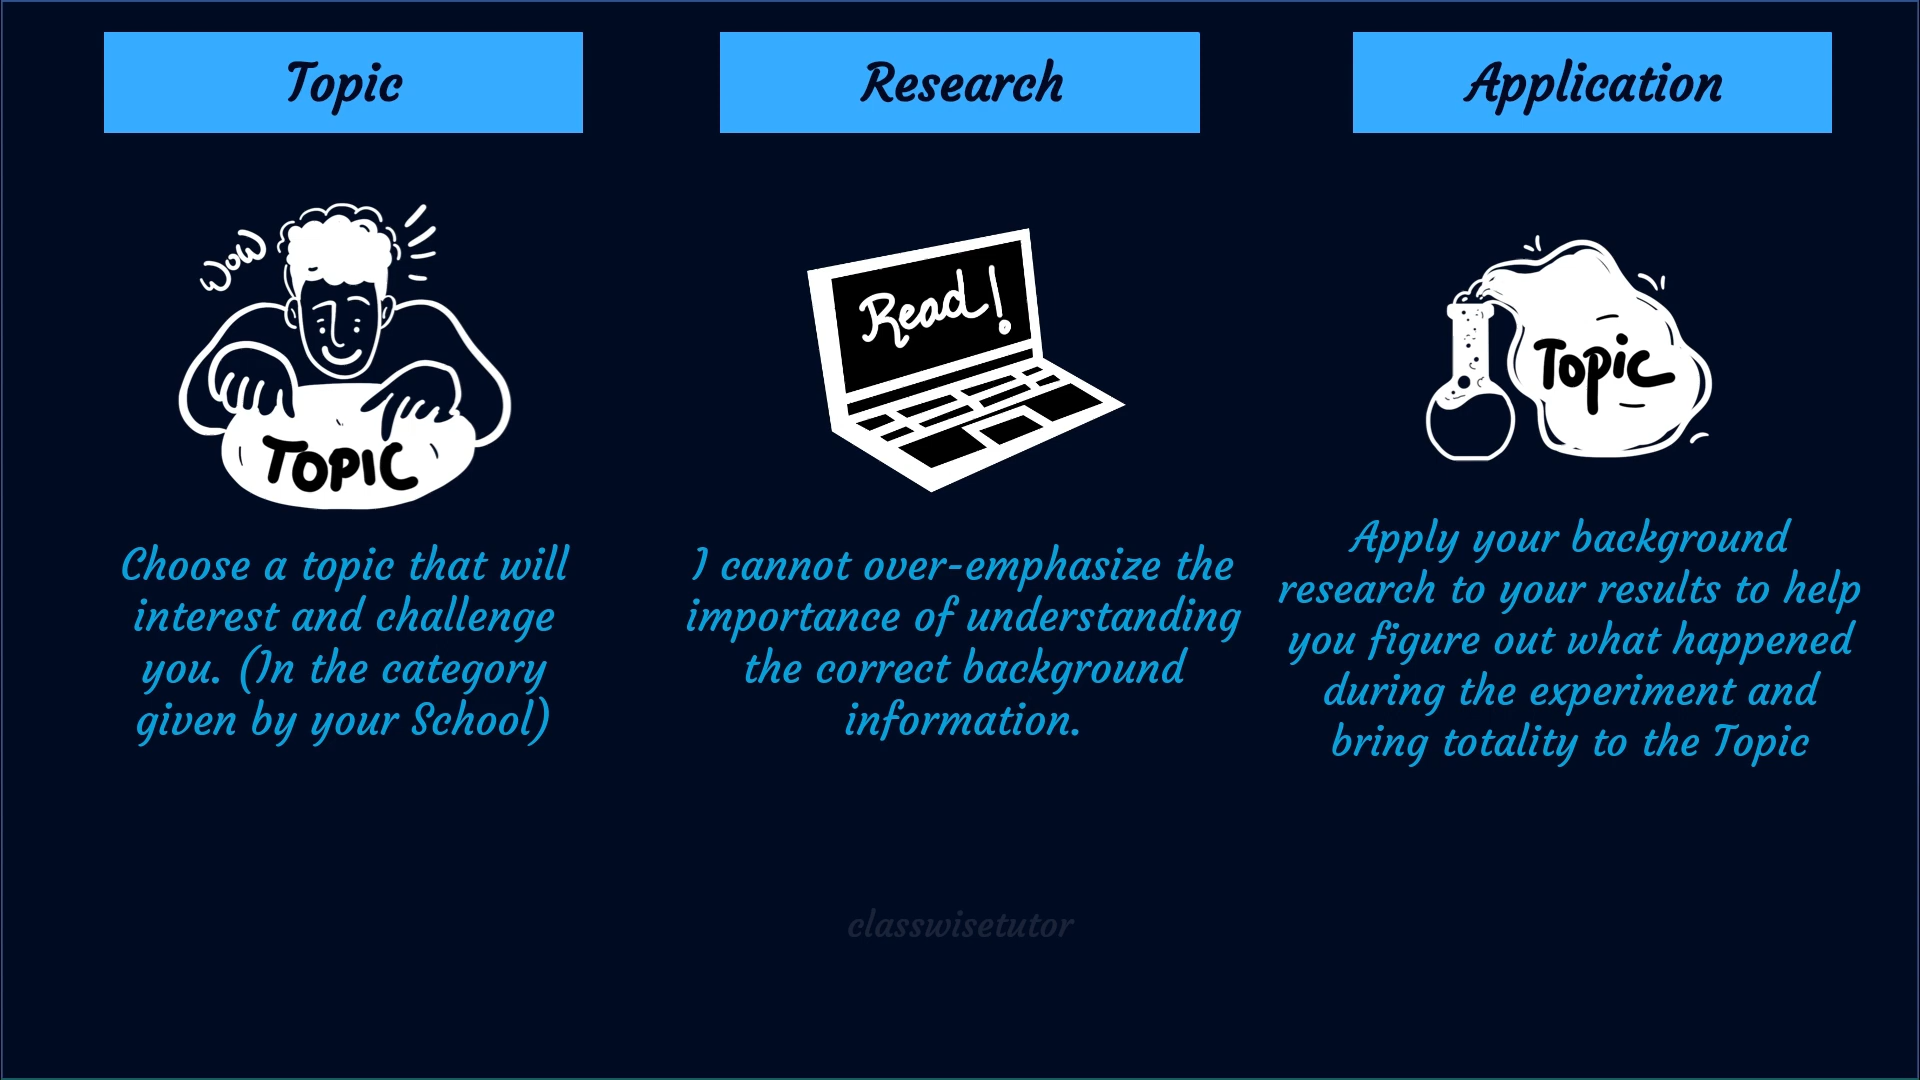 Topic
Wow
TOPIC
Choose a topic that will
interest and challenge
you. (In the category
given by your School)
Research
Read!
I cannot over-emphasize the
importance of understanding
the correct background
information.
Application
Topic
Apply your background
research to your results to help
you figure out what happened
during the experiment and
bring totality to the Topic
classwisetutor